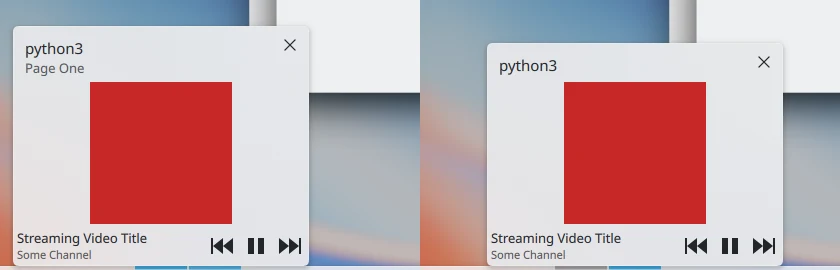 python3
Page One
Streaming Video Title
Some Channel
python3
Streaming Video Title
Some Channel